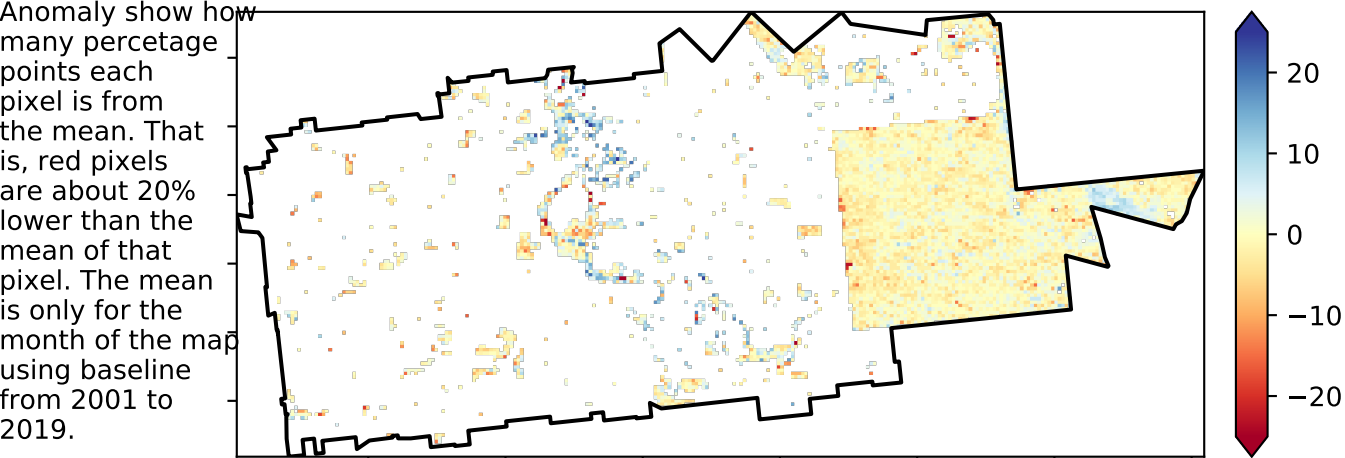 Anomaly show how
many percetage
points each
pixel is from
the mean. That
is, red pixels
are about 20%
lower than the
mean of that
pixel. The mean
is only for the
month of the map
using baseline
from 2001 to
2019.
20
10
0
−10
−20